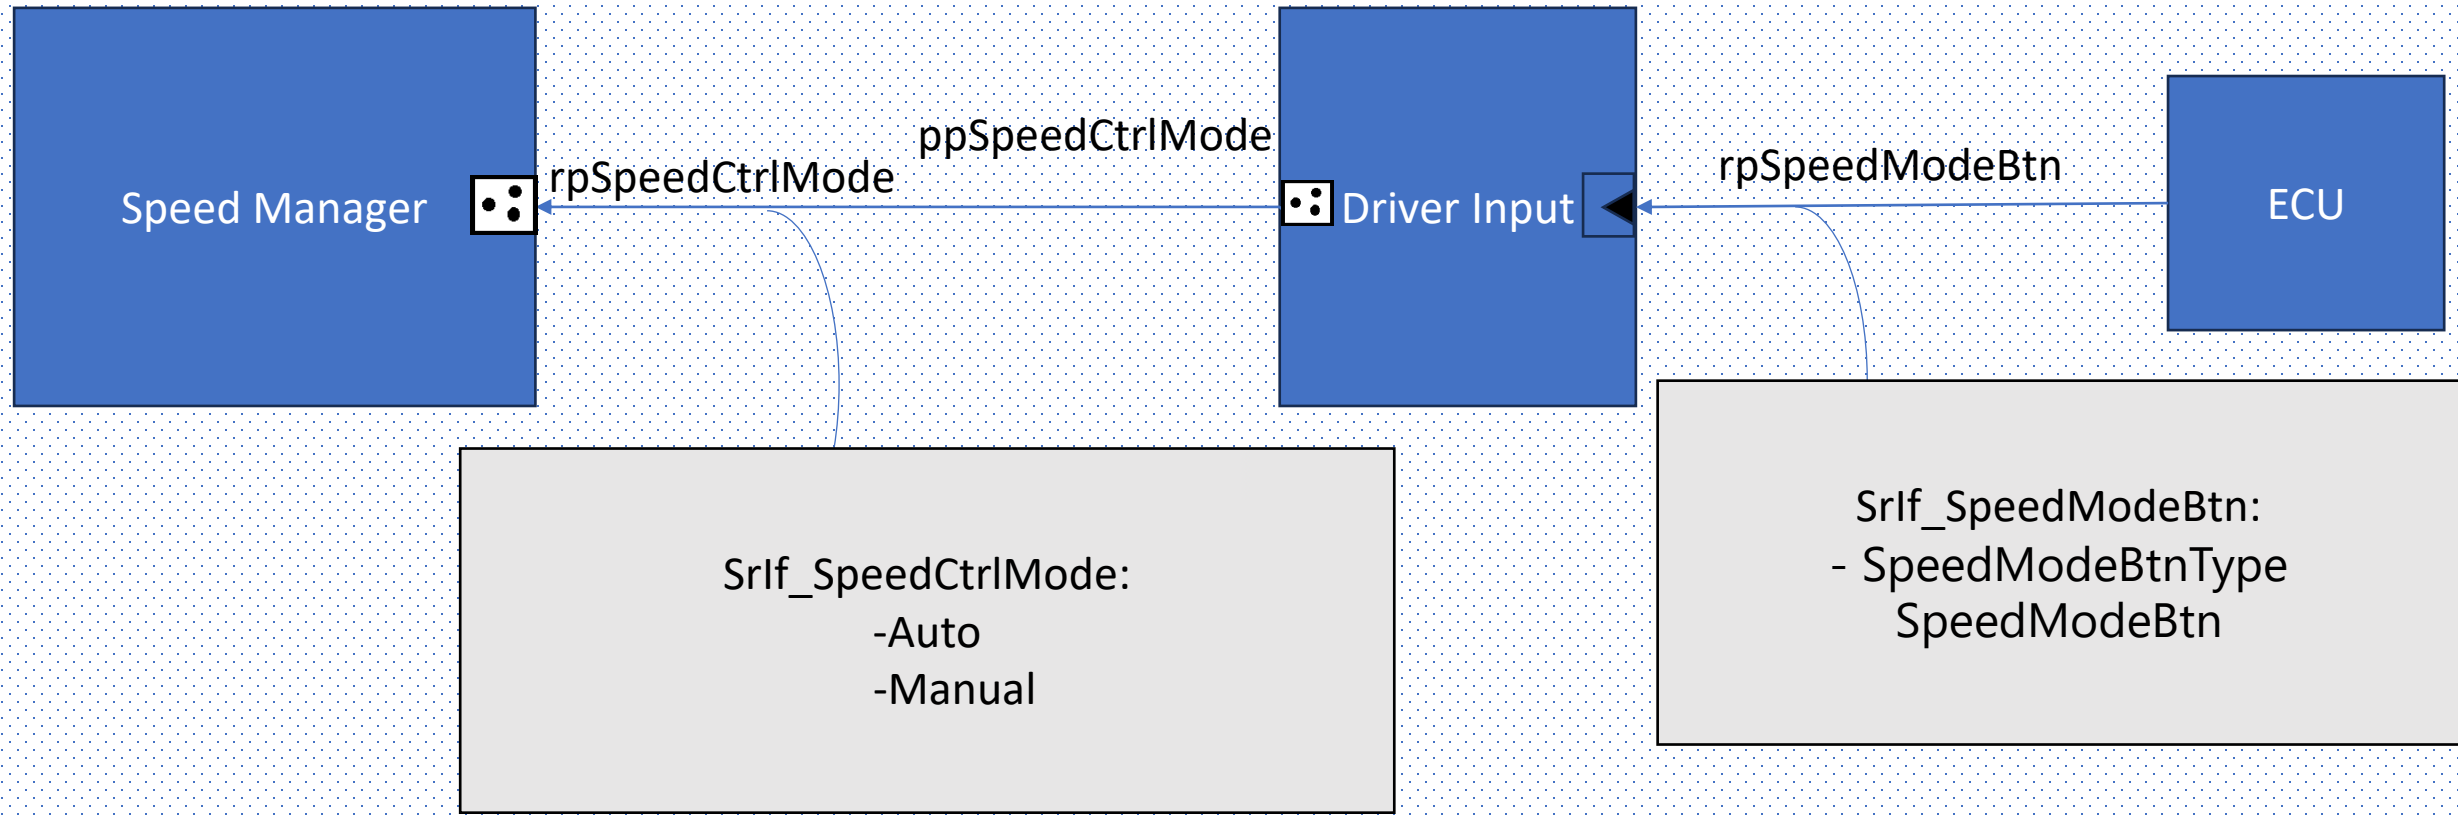 ppSpeedCtrlMode
rpSpeedCtrlMode
rpSpeedModeBtn
Speed Manager
Driver Input
ECU
SrIf_SpeedCtrlMode:
-Auto
-Manual
SrIf_SpeedModeBtn:
- SpeedModeBtnType
SpeedModeBtn